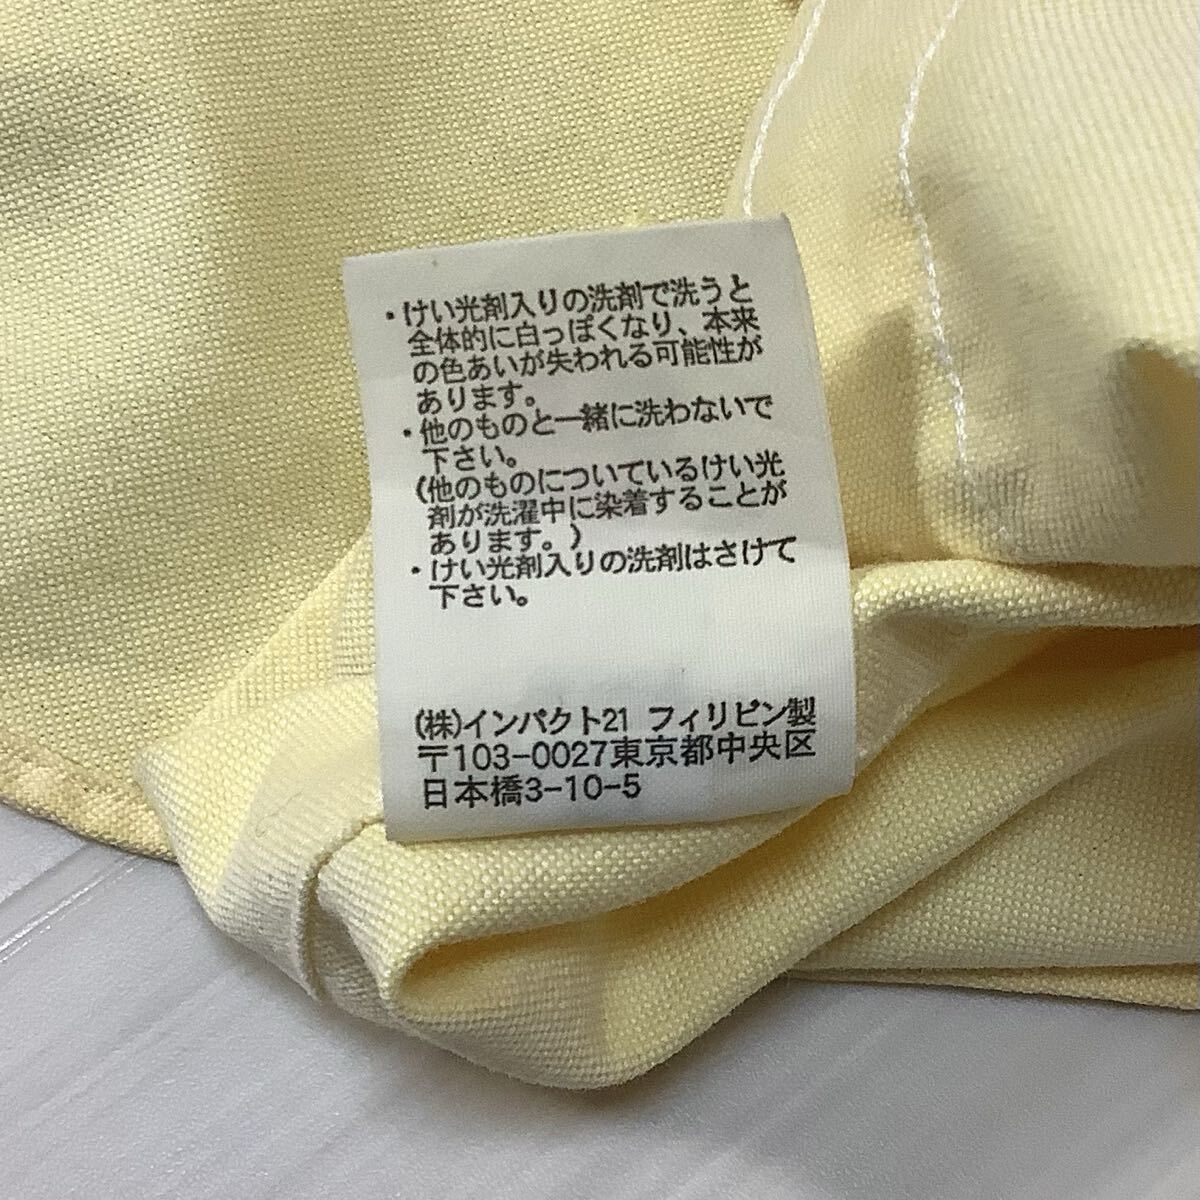 ・けい光剤入りの洗剤で洗うと
全体的に白っぽくなり、本来
の色あいが失われる可能性が
あります。
・他のものと一緒に洗わないで
下さい。
(他のものについているけい光
剤が洗濯中に染着することが
あります。)
・けい光剤入りの洗剤はさけて
下さい。
(株)インパクト21 フィリピン製
〒103-0027東京都中央区
日本橋3-10-5